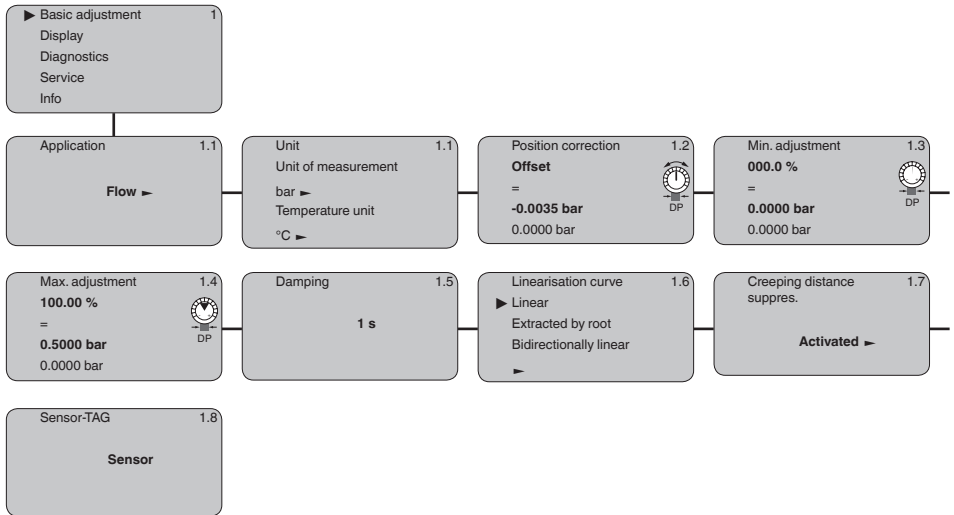 ▶ Basic adjustment 1
Display
Diagnostics
Service
Info
Application 1.1
Flow ►
Unit 1.1
Unit of measurement
bar ►
Temperature unit
°C ►
Position correction 1.2
Offset
=
-0.0035 bar
0.0000 bar
DP
Min. adjustment 1.3
000.0 %
=
0.0000 bar
0.0000 bar
DP
Max. adjustment 1.4
100.00 %
=
0.5000 bar
0.0000 bar
DP
Damping 1.5
1 s
Linearisation curve 1.6
▶ Linear
Extracted by root
Bidirectionally linear
►
Creeping distance 1.7
suppres.
Activated ►
Sensor-TAG 1.8
Sensor